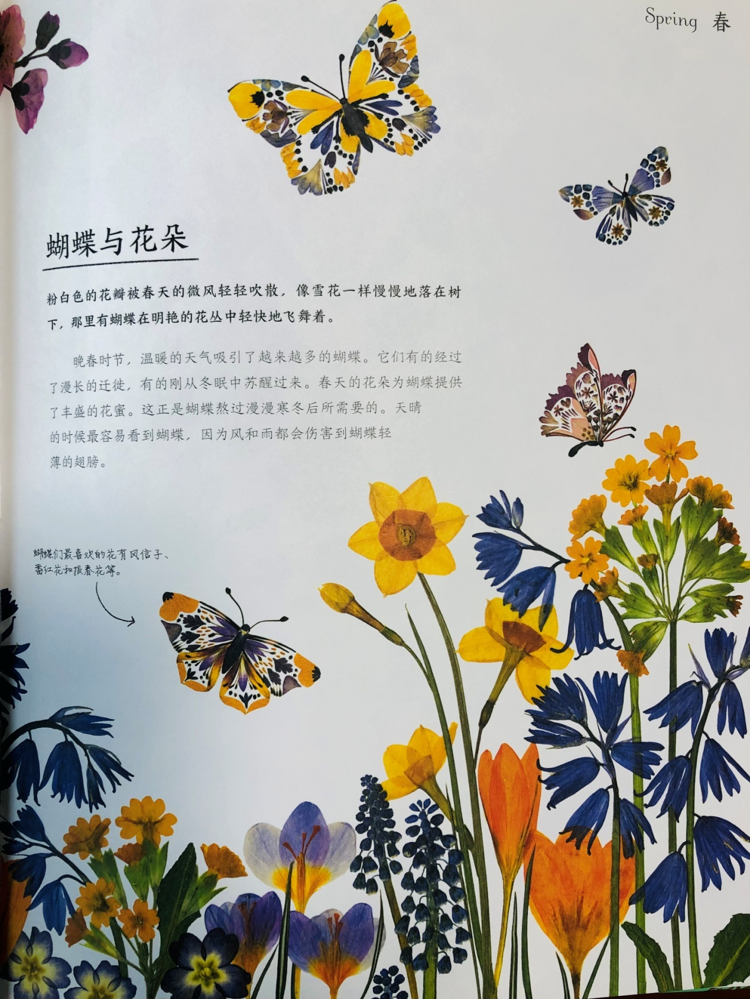 Spring 春
蝴蝶与花朵
粉白色的花瓣被春天的微风轻轻吹散，像雪花一样慢慢地落在树
下，那里有蝴蝶在明艳的花丛中轻快地飞舞着。
晚春时节，温暖的天气吸引了越来越多的蝴蝶。它们有的经过
了漫长的迁徙，有的刚从冬眠中苏醒过来。春天的花朵为蝴蝶提供
了丰盛的花蜜。这正是蝴蝶熬过漫漫寒冬后所需要的。天晴
的时候最容易看到蝴蝶，因为风和雨都会伤害到蝴蝶轻
薄的翅膀。
蝴蝶们最喜欢的花有风信子、
番红花和报春花等。